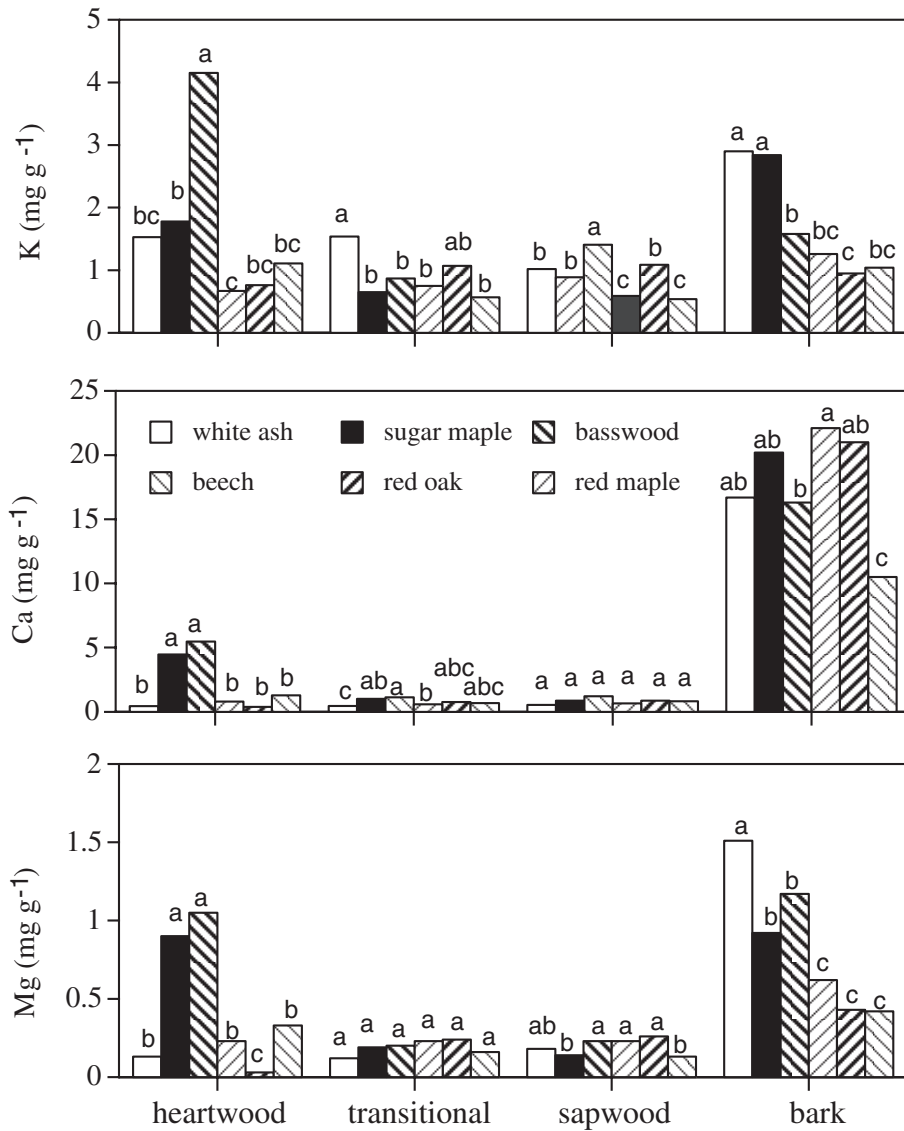 5
a
4
K (mg g-1)
3
a a
2
bc b
a
a
b
1
c bc bc
b b b ab b
b b c b c
bc c bc
0
25
white ash sugar maple basswood
beech red oak red maple
20
Ca (mg g-1)
ab ab b a ab c
15
10
5
b a a b b b
c ab a b abc abc
a a a a a a
0
2
Mg (mg g-1)
1.5
a
1
a a
b b
0.5
b b c b
a a a a a a
ab b a a a b
c c c
0
heartwood transitional sapwood bark